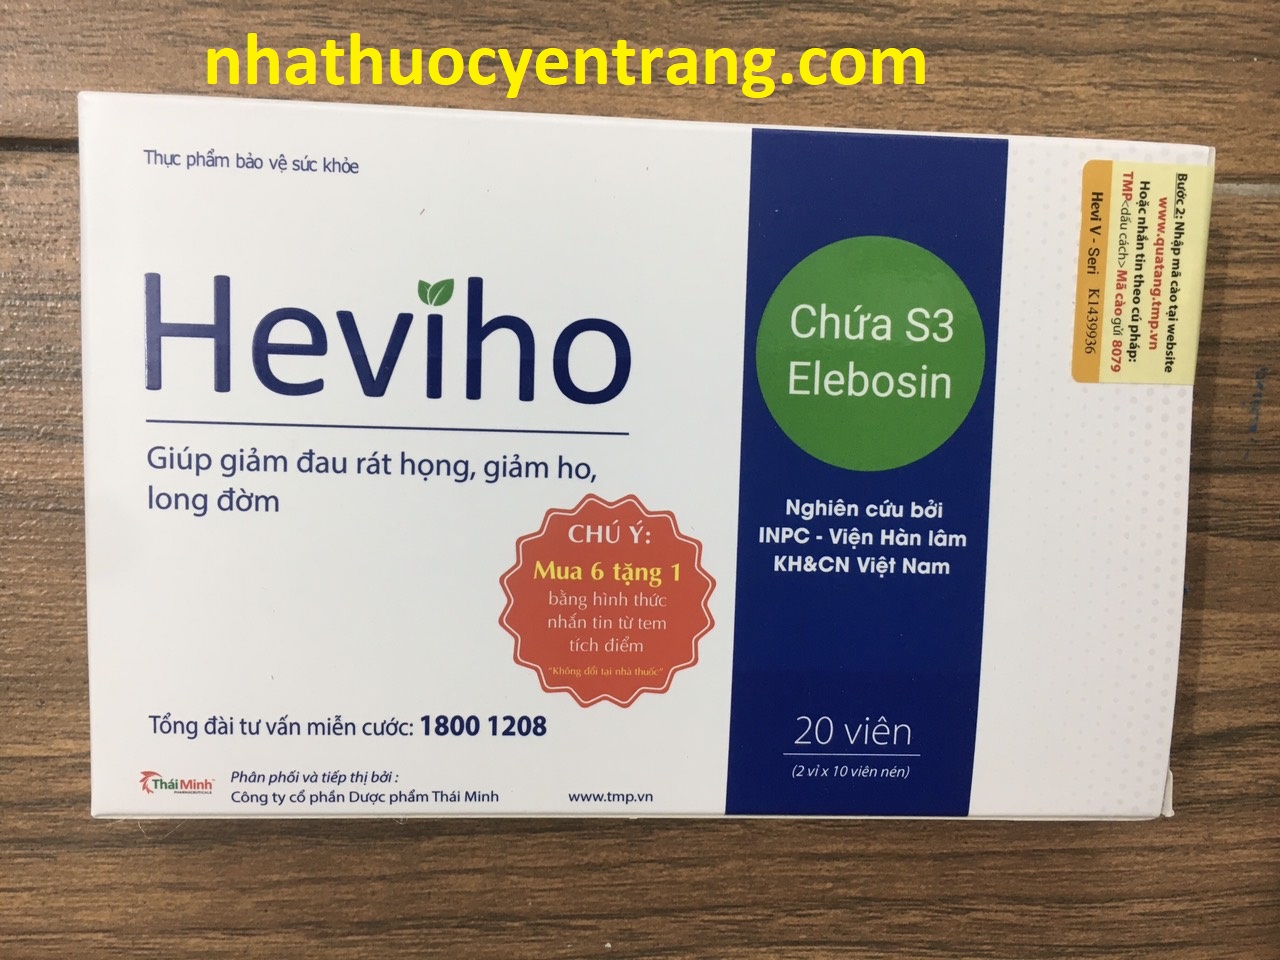 nhathuocyentrang.com
Thực phẩm bảo vệ sức khỏe
Heviho
Giúp giảm đau rát họng, giảm ho,
long đờm
CHÚ Ý:
Mua 6 tặng 1
bằng hình thức
nhắn tin từ tem
tích điểm
"Không đổi tại nhà thuốc"
Tổng đài tư vấn miễn cước: 1800 1208
TháiMinh
PHARMACEUTICALS
Phân phối và tiếp thị bởi :
Công ty cổ phần Dược phẩm Thái Minh
www.tmp.vn
Chứa S3
Elebosin
Nghiên cứu bởi
INPC - Viện Hàn lâm
KH&CN Việt Nam
20 viên
(2 vỉ x 10 viên nén)
Bước 2: Nhập mã cào tại website
www.quatang.tmp.vn
Hoặc nhắn tin theo cú pháp:
TMP<dấu cách>Mã cào gửi 8079
Hevi V - Seri K1439936